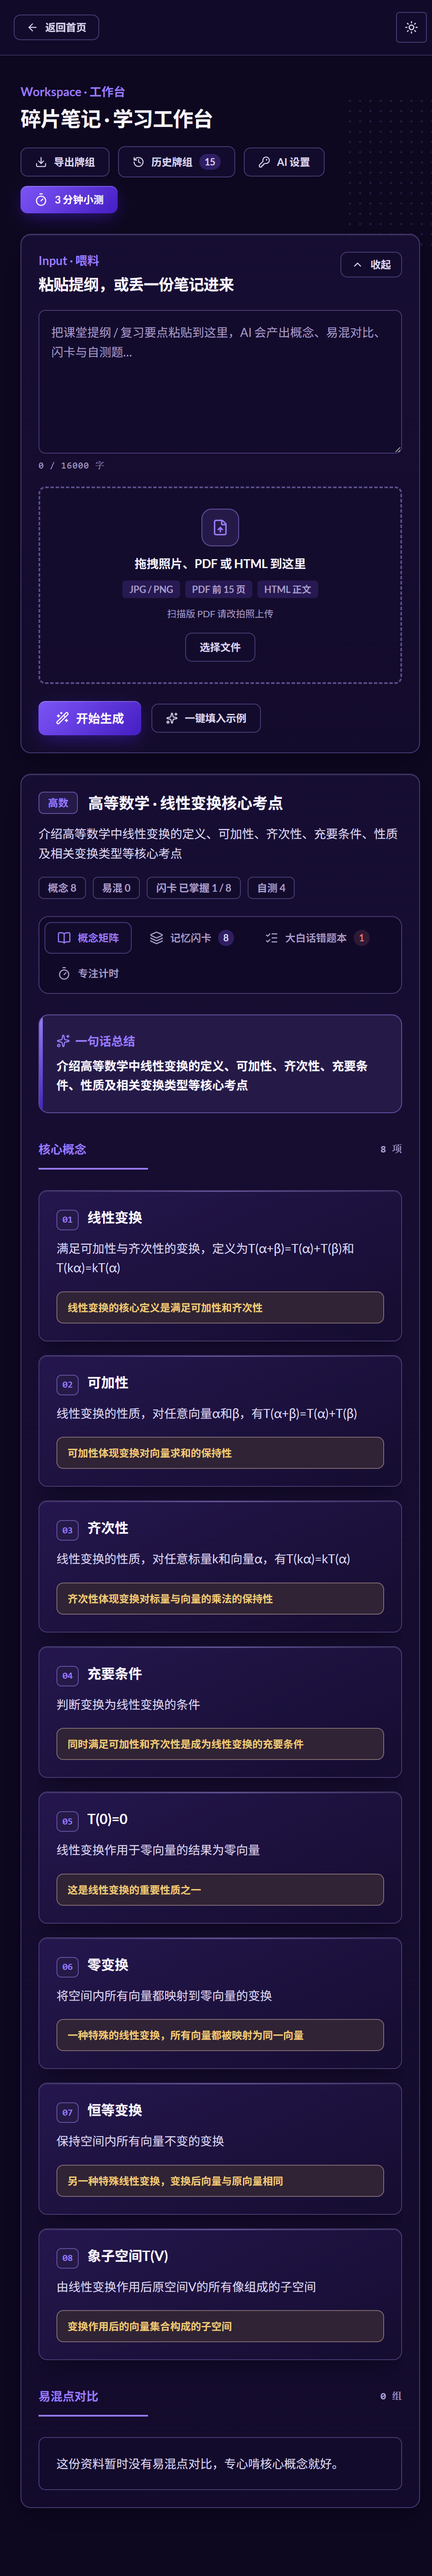 返回首页
Workspace · 工作台
碎片笔记 · 学习工作台
导出牌组
历史牌组 15
AI 设置
3 分钟小测
Input · 喂料
收起
粘贴提纲，或丢一份笔记进来
把课堂提纲 / 复习要点粘贴到这里，AI 会产出概念、易混对比、
闪卡与自测题…
0 / 16000 字
拖拽照片、PDF 或 HTML 到这里
JPG / PNG
PDF 前 15 页
HTML 正文
扫描版 PDF 请改拍照上传
选择文件
开始生成
一键填入示例
高数
高等数学 · 线性变换核心考点
介绍高等数学中线性变换的定义、可加性、齐次性、充要条件、性质
及相关变换类型等核心考点
概念 8
易混 0
闪卡 已掌握 1 / 8
自测 4
概念矩阵
记忆闪卡 8
大白话错题本 1
专注计时
一句话总结
介绍高等数学中线性变换的定义、可加性、齐次性、充要条
件、性质及相关变换类型等核心考点
核心概念
8 项
01 线性变换
满足可加性与齐次性的变换，定义为T(α+β)=T(α)+T(β)和
T(kα)=kT(α)
线性变换的核心定义是满足可加性和齐次性
02 可加性
线性变换的性质，对任意向量α和β，有T(α+β)=T(α)+T(β)
可加性体现变换对向量求和的保持性
03 齐次性
线性变换的性质，对任意标量k和向量α，有T(kα)=kT(α)
齐次性体现变换对标量与向量的乘法的保持性
04 充要条件
判断变换为线性变换的条件
同时满足可加性和齐次性是成为线性变换的充要条件
05 T(0)=0
线性变换作用于零向量的结果为零向量
这是线性变换的重要性质之一
06 零变换
将空间内所有向量都映射到零向量的变换
一种特殊的线性变换，所有向量都被映射为同一向量
07 恒等变换
保持空间内所有向量不变的变换
另一种特殊线性变换，变换后向量与原向量相同
08 象子空间T(V)
由线性变换作用后原空间V的所有像组成的子空间
变换作用后的向量集合构成的子空间
易混点对比
0 组
这份资料暂时没有易混点对比，专心啃核心概念就好。